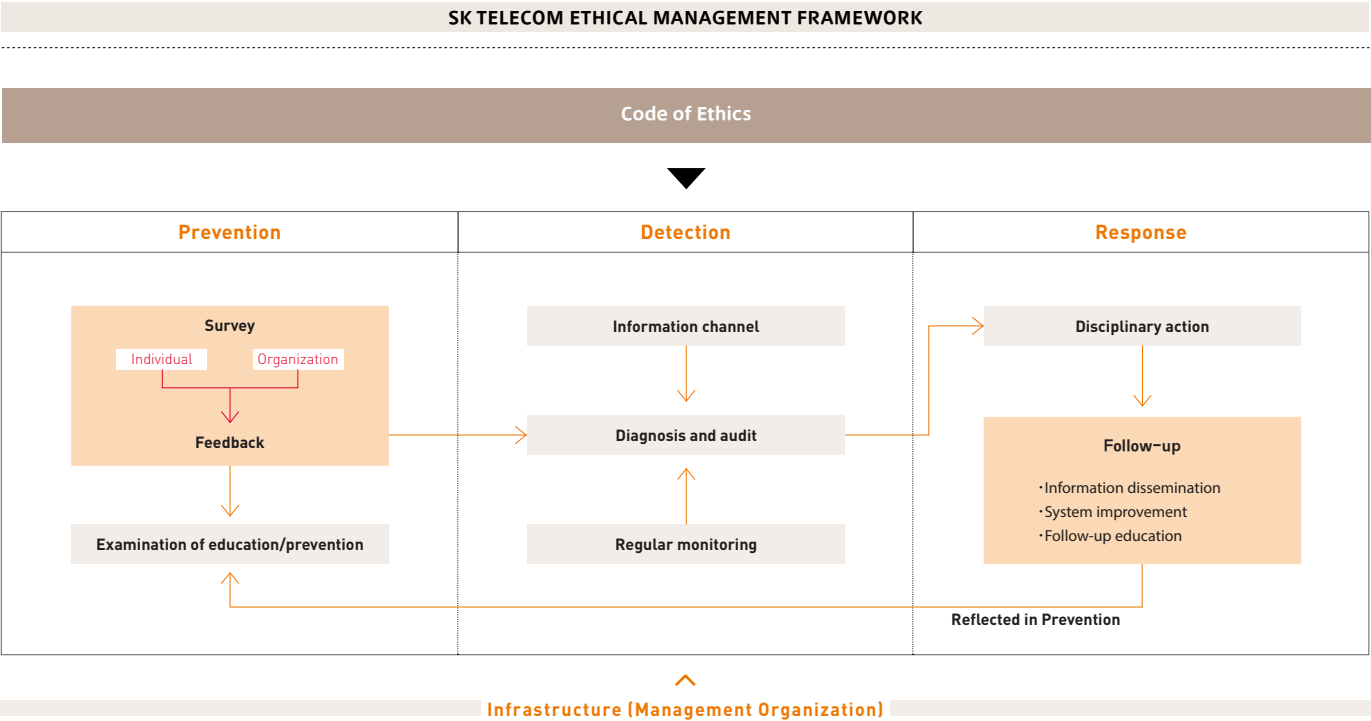 SK TELECOM ETHICAL MANAGEMENT FRAMEWORK
Code of Ethics
Prevention
Detection
Response
Survey
Individual
Organization
Feedback
Examination of education/prevention
Information channel
Diagnosis and audit
Regular monitoring
Disciplinary action
Follow-up
·Information dissemination
·System improvement
·Follow-up education
Reflected in Prevention
Infrastructure (Management Organization)